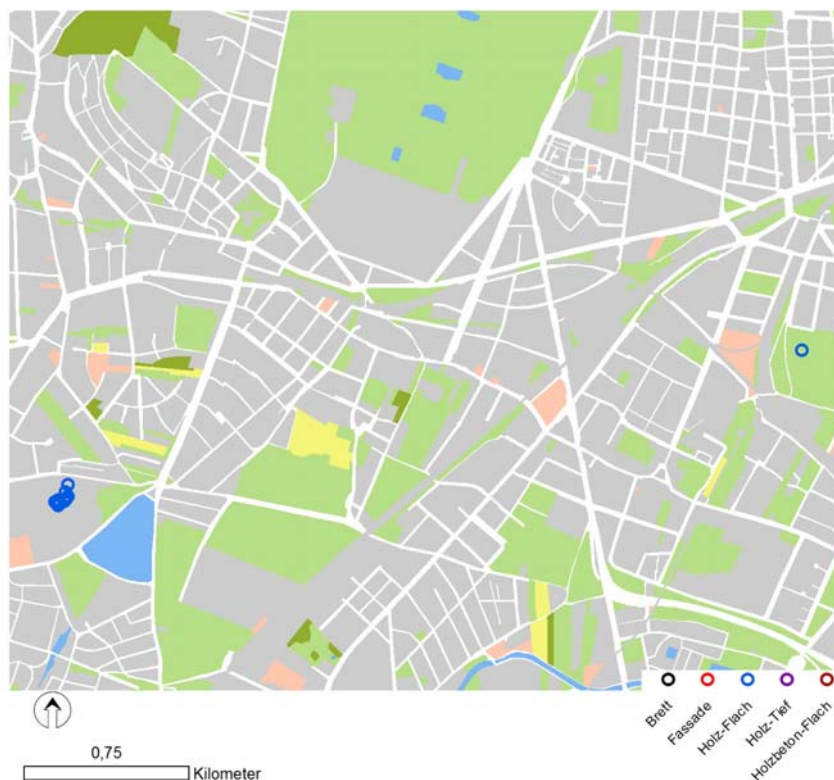 Brett
Fassade
Holz-Flach
Holz-Tief
Holzbeton-Flach
0,75
Kilometer